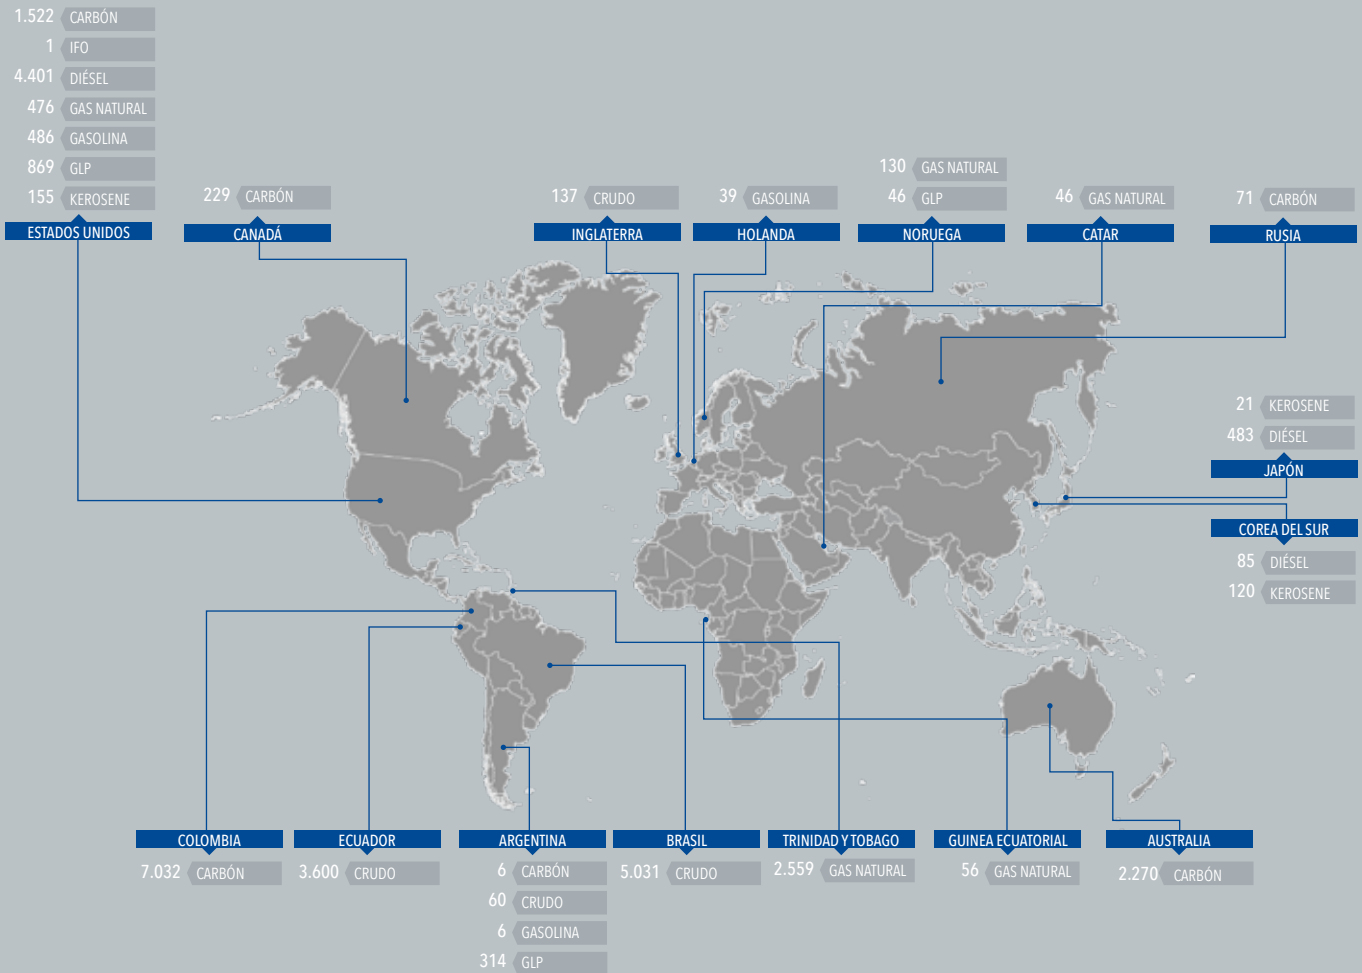 1.522 CARBÓN
1 IFO
4.401 DIÉSEL
476 GAS NATURAL
486 GASOLINA
869 GLP
155 KEROSENE
ESTADOS UNIDOS
229 CARBÓN
CANADÁ
137 CRUDO
INGLATERRA
39 GASOLINA
HOLANDA
130 GAS NATURAL
46 GLP
NORUEGA
46 GAS NATURAL
CATAR
71 CARBÓN
RUSIA
21 KEROSENE
483 DIÉSEL
JAPÓN
COREA DEL SUR
85 DIÉSEL
120 KEROSENE
COLOMBIA
7.032 CARBÓN
ECUADOR
3.600 CRUDO
ARGENTINA
6 CARBÓN
60 CRUDO
6 GASOLINA
314 GLP
BRASIL
5.031 CRUDO
TRINIDAD Y TOBAGO
2.559 GAS NATURAL
GUINEA ECUATORIAL
56 GAS NATURAL
AUSTRALIA
2.270 CARBÓN